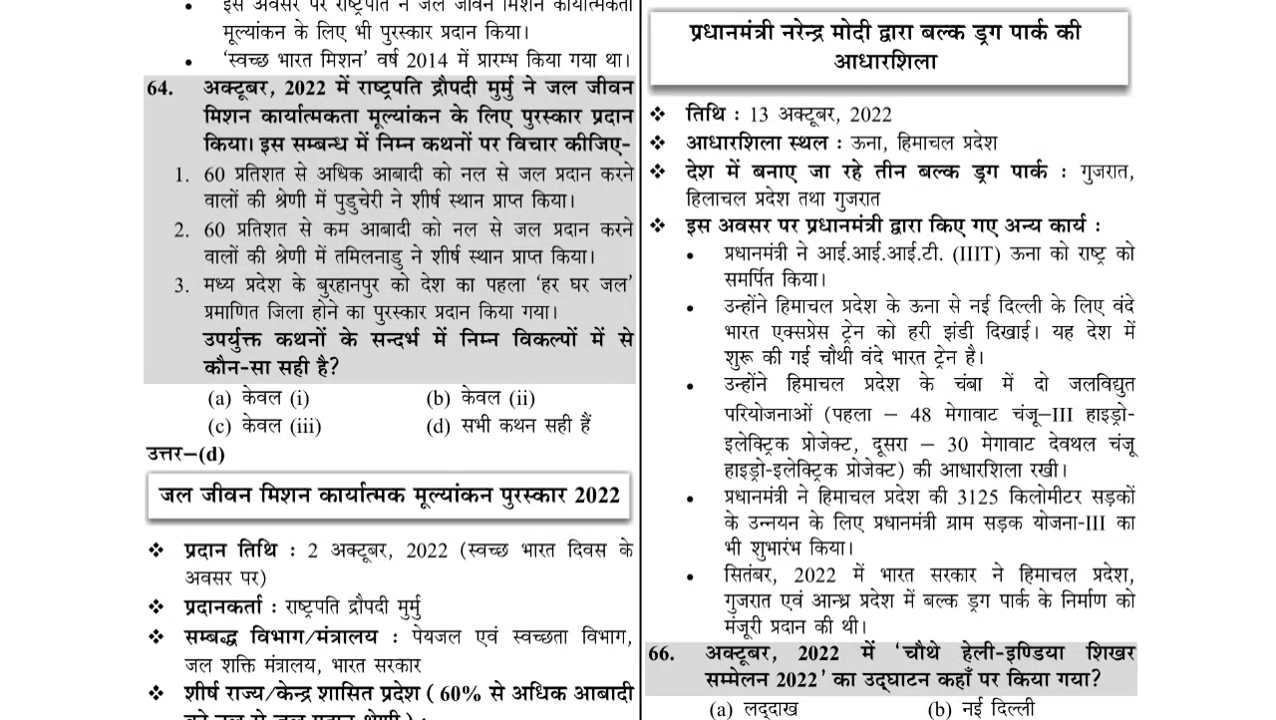 इस अवसर पर राष्ट्रपति ने जल जीवन मिशन कार्यात्मकता
मूल्यांकन के लिए भी पुरस्कार प्रदान किया।
• ‘स्वच्छ भारत मिशन’ वर्ष 2014 में प्रारम्भ किया गया था।
64. अक्टूबर, 2022 में राष्ट्रपति द्रौपदी मुर्मु ने जल जीवन
मिशन कार्यात्मकता मूल्यांकन के लिए पुरस्कार प्रदान
किया। इस सम्बन्ध में निम्न कथनों पर विचार कीजिए-
1. 60 प्रतिशत से अधिक आबादी को नल से जल प्रदान करने
वालों की श्रेणी में पुडुचेरी ने शीर्ष स्थान प्राप्त किया।
2. 60 प्रतिशत से कम आबादी को नल से जल प्रदान करने
वालों की श्रेणी में तमिलनाडु ने शीर्ष स्थान प्राप्त किया।
3. मध्य प्रदेश के बुरहानपुर को देश का पहला ‘हर घर जल’
प्रमाणित जिला होने का पुरस्कार प्रदान किया गया।
उपर्युक्त कथनों के सन्दर्भ में निम्न विकल्पों में से
कौन-सा सही है?
(a) केवल (i) (b) केवल (ii)
(c) केवल (iii) (d) सभी कथन सही हैं
उत्तर–(d)
जल जीवन मिशन कार्यात्मक मूल्यांकन पुरस्कार 2022
❖ प्रदान तिथि : 2 अक्टूबर, 2022 (स्वच्छ भारत दिवस के
अवसर पर)
❖ प्रदानकर्ता : राष्ट्रपति द्रौपदी मुर्मु
❖ सम्बद्ध विभाग/मंत्रालय : पेयजल एवं स्वच्छता विभाग,
जल शक्ति मंत्रालय, भारत सरकार
❖ शीर्ष राज्य/केन्द्र शासित प्रदेश ( 60% से अधिक आबादी
को नल से जल प्रदान श्रेणी ) :
प्रधानमंत्री नरेन्द्र मोदी द्वारा बल्क ड्रग पार्क की
आधारशिला
❖ तिथि : 13 अक्टूबर, 2022
❖ आधारशिला स्थल : ऊना, हिमाचल प्रदेश
❖ देश में बनाए जा रहे तीन बल्क ड्रग पार्क : गुजरात,
हिलाचल प्रदेश तथा गुजरात
❖ इस अवसर पर प्रधानमंत्री द्वारा किए गए अन्य कार्य :
• प्रधानमंत्री ने आई.आई.आई.टी. (IIIT) ऊना को राष्ट्र को
समर्पित किया।
• उन्होंने हिमाचल प्रदेश के ऊना से नई दिल्ली के लिए वंदे
भारत एक्सप्रेस ट्रेन को हरी झंडी दिखाई। यह देश में
शुरू की गई चौथी वंदे भारत ट्रेन है।
• उन्होंने हिमाचल प्रदेश के चंबा में दो जलविद्युत
परियोजनाओं (पहला – 48 मेगावाट चंजू–III हाइड्रो-
इलेक्ट्रिक प्रोजेक्ट, दूसरा – 30 मेगावाट देवथल चंजू
हाइड्रो-इलेक्ट्रिक प्रोजेक्ट) की आधारशिला रखी।
• प्रधानमंत्री ने हिमाचल प्रदेश की 3125 किलोमीटर सड़कों
के उन्नयन के लिए प्रधानमंत्री ग्राम सड़क योजना-III का
भी शुभारंभ किया।
• सितंबर, 2022 में भारत सरकार ने हिमाचल प्रदेश,
गुजरात एवं आन्ध्र प्रदेश में बल्क ड्रग पार्क के निर्माण को
मंजूरी प्रदान की थी।
66. अक्टूबर, 2022 में ‘चौथे हेली-इण्डिया शिखर
सम्मेलन 2022’ का उद्घाटन कहाँ पर किया गया?
(a) लद्दाख (b) नई दिल्ली